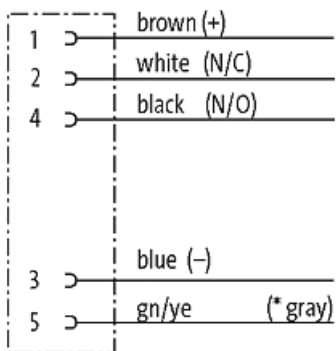 1 brown (+)
2 white (N/C)
4 black (N/O)
3 blue (–)
5 gn/ye (* gray)